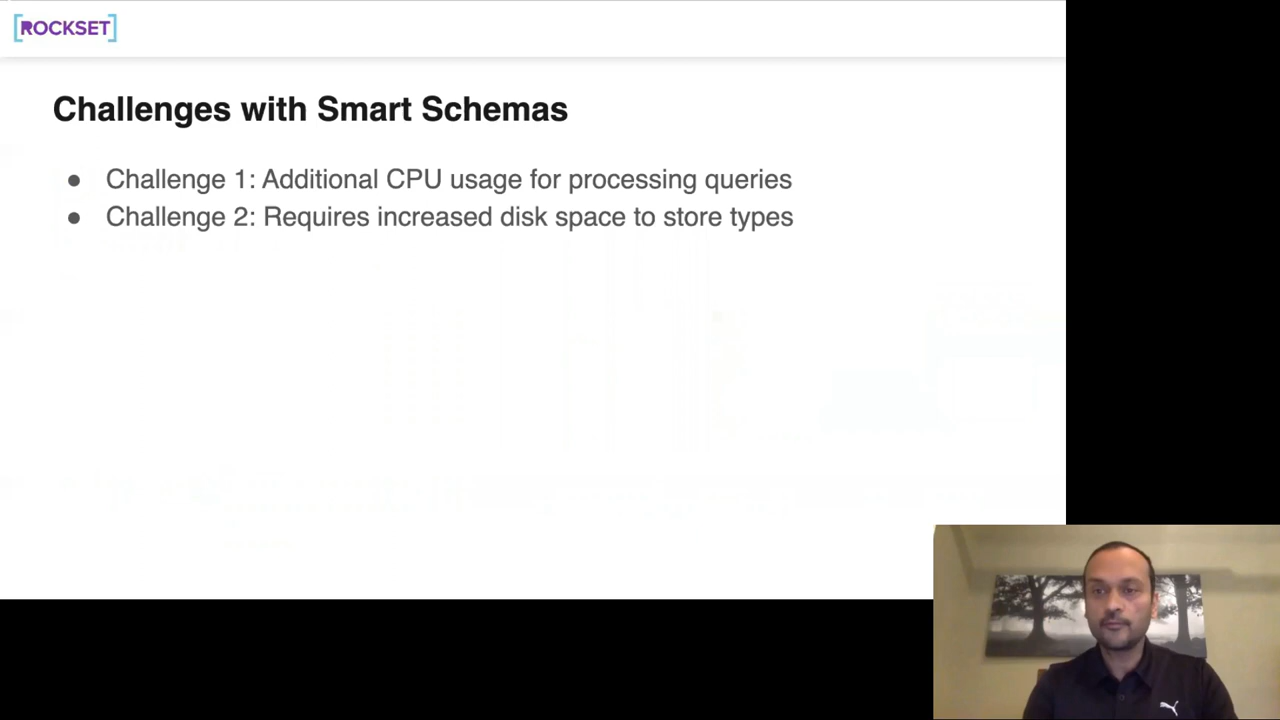 [ROCKSET]
Challenges with Smart Schemas
● Challenge 1: Additional CPU usage for processing queries
● Challenge 2: Requires increased disk space to store types